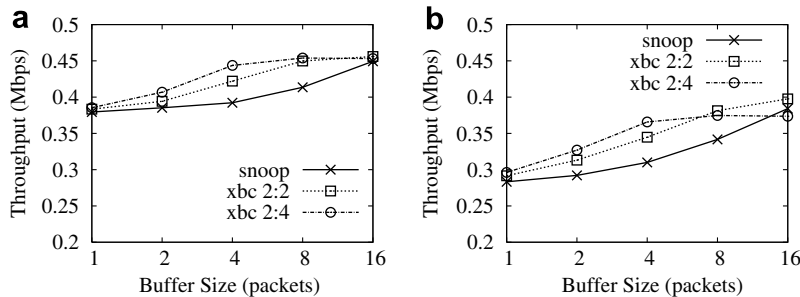 a
0.5
0.45
0.4
0.35
0.3
0.25
0.2
Throughput (Mbps)
snoop
xbc 2:2
xbc 2:4
1 2 4 8 16
Buffer Size (packets)
b
0.5
0.45
0.4
0.35
0.3
0.25
0.2
Throughput (Mbps)
snoop
xbc 2:2
xbc 2:4
1 2 4 8 16
Buffer Size (packets)